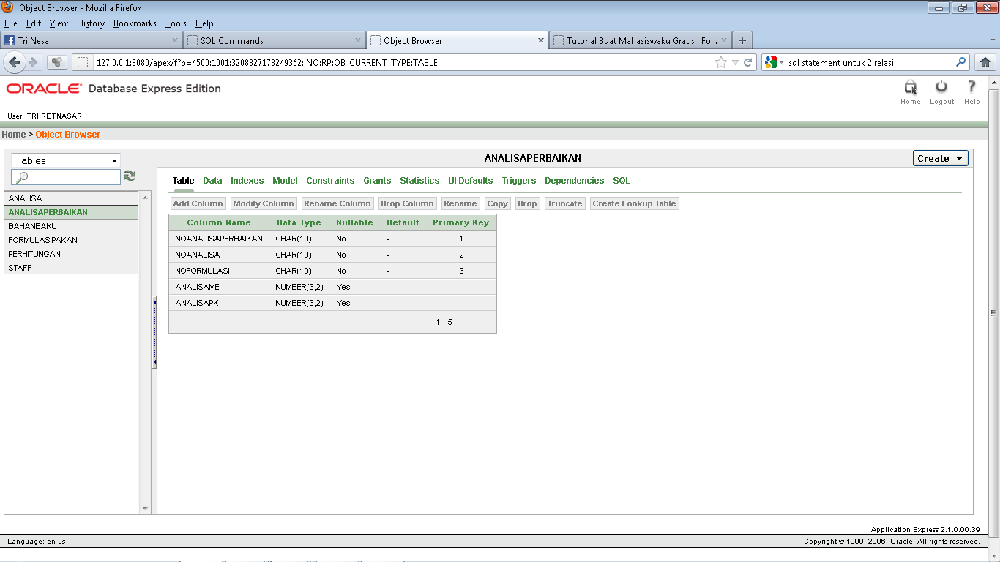 Object Browser - Mozilla Firefox
File Edit View History Bookmarks Tools Help
Tri Nesa SQL Commands Object Browser Tutorial Buat Mahasiswaku Gratis : Fo...
127.0.0.1:8080/apex/f?p=4500:1001:3208827173249362::NO:RP:OB_CURRENT_TYPE:TABLE sql statement untuk 2 relasi
ORACLE Database Express Edition
Home Logout Help
User: TRI RETNASARI
Home > Object Browser
Tables
ANALISAPERBAIKAN
Create
Table Data Indexes Model Constraints Grants Statistics UI Defaults Triggers Dependencies SQL
Add Column Modify Column Rename Column Drop Column Rename Copy Drop Truncate Create Lookup Table
ANALISA
ANALISAPERBAIKAN
BAHANBAKU
FORMULASIPAKAN
PERHITUNGAN
STAFF
Column Name Data Type Nullable Default Primary Key
NOANALISAPERBAIKAN CHAR(10) No - 1
NOANALISA CHAR(10) No - 2
NOFORMULASI CHAR(10) No - 3
ANALISAME NUMBER(3,2) Yes - -
ANALISAPK NUMBER(3,2) Yes - -
1 - 5
Application Express 2.1.0.00.39
Language: en-us
Copyright © 1999, 2006, Oracle. All rights reserved.